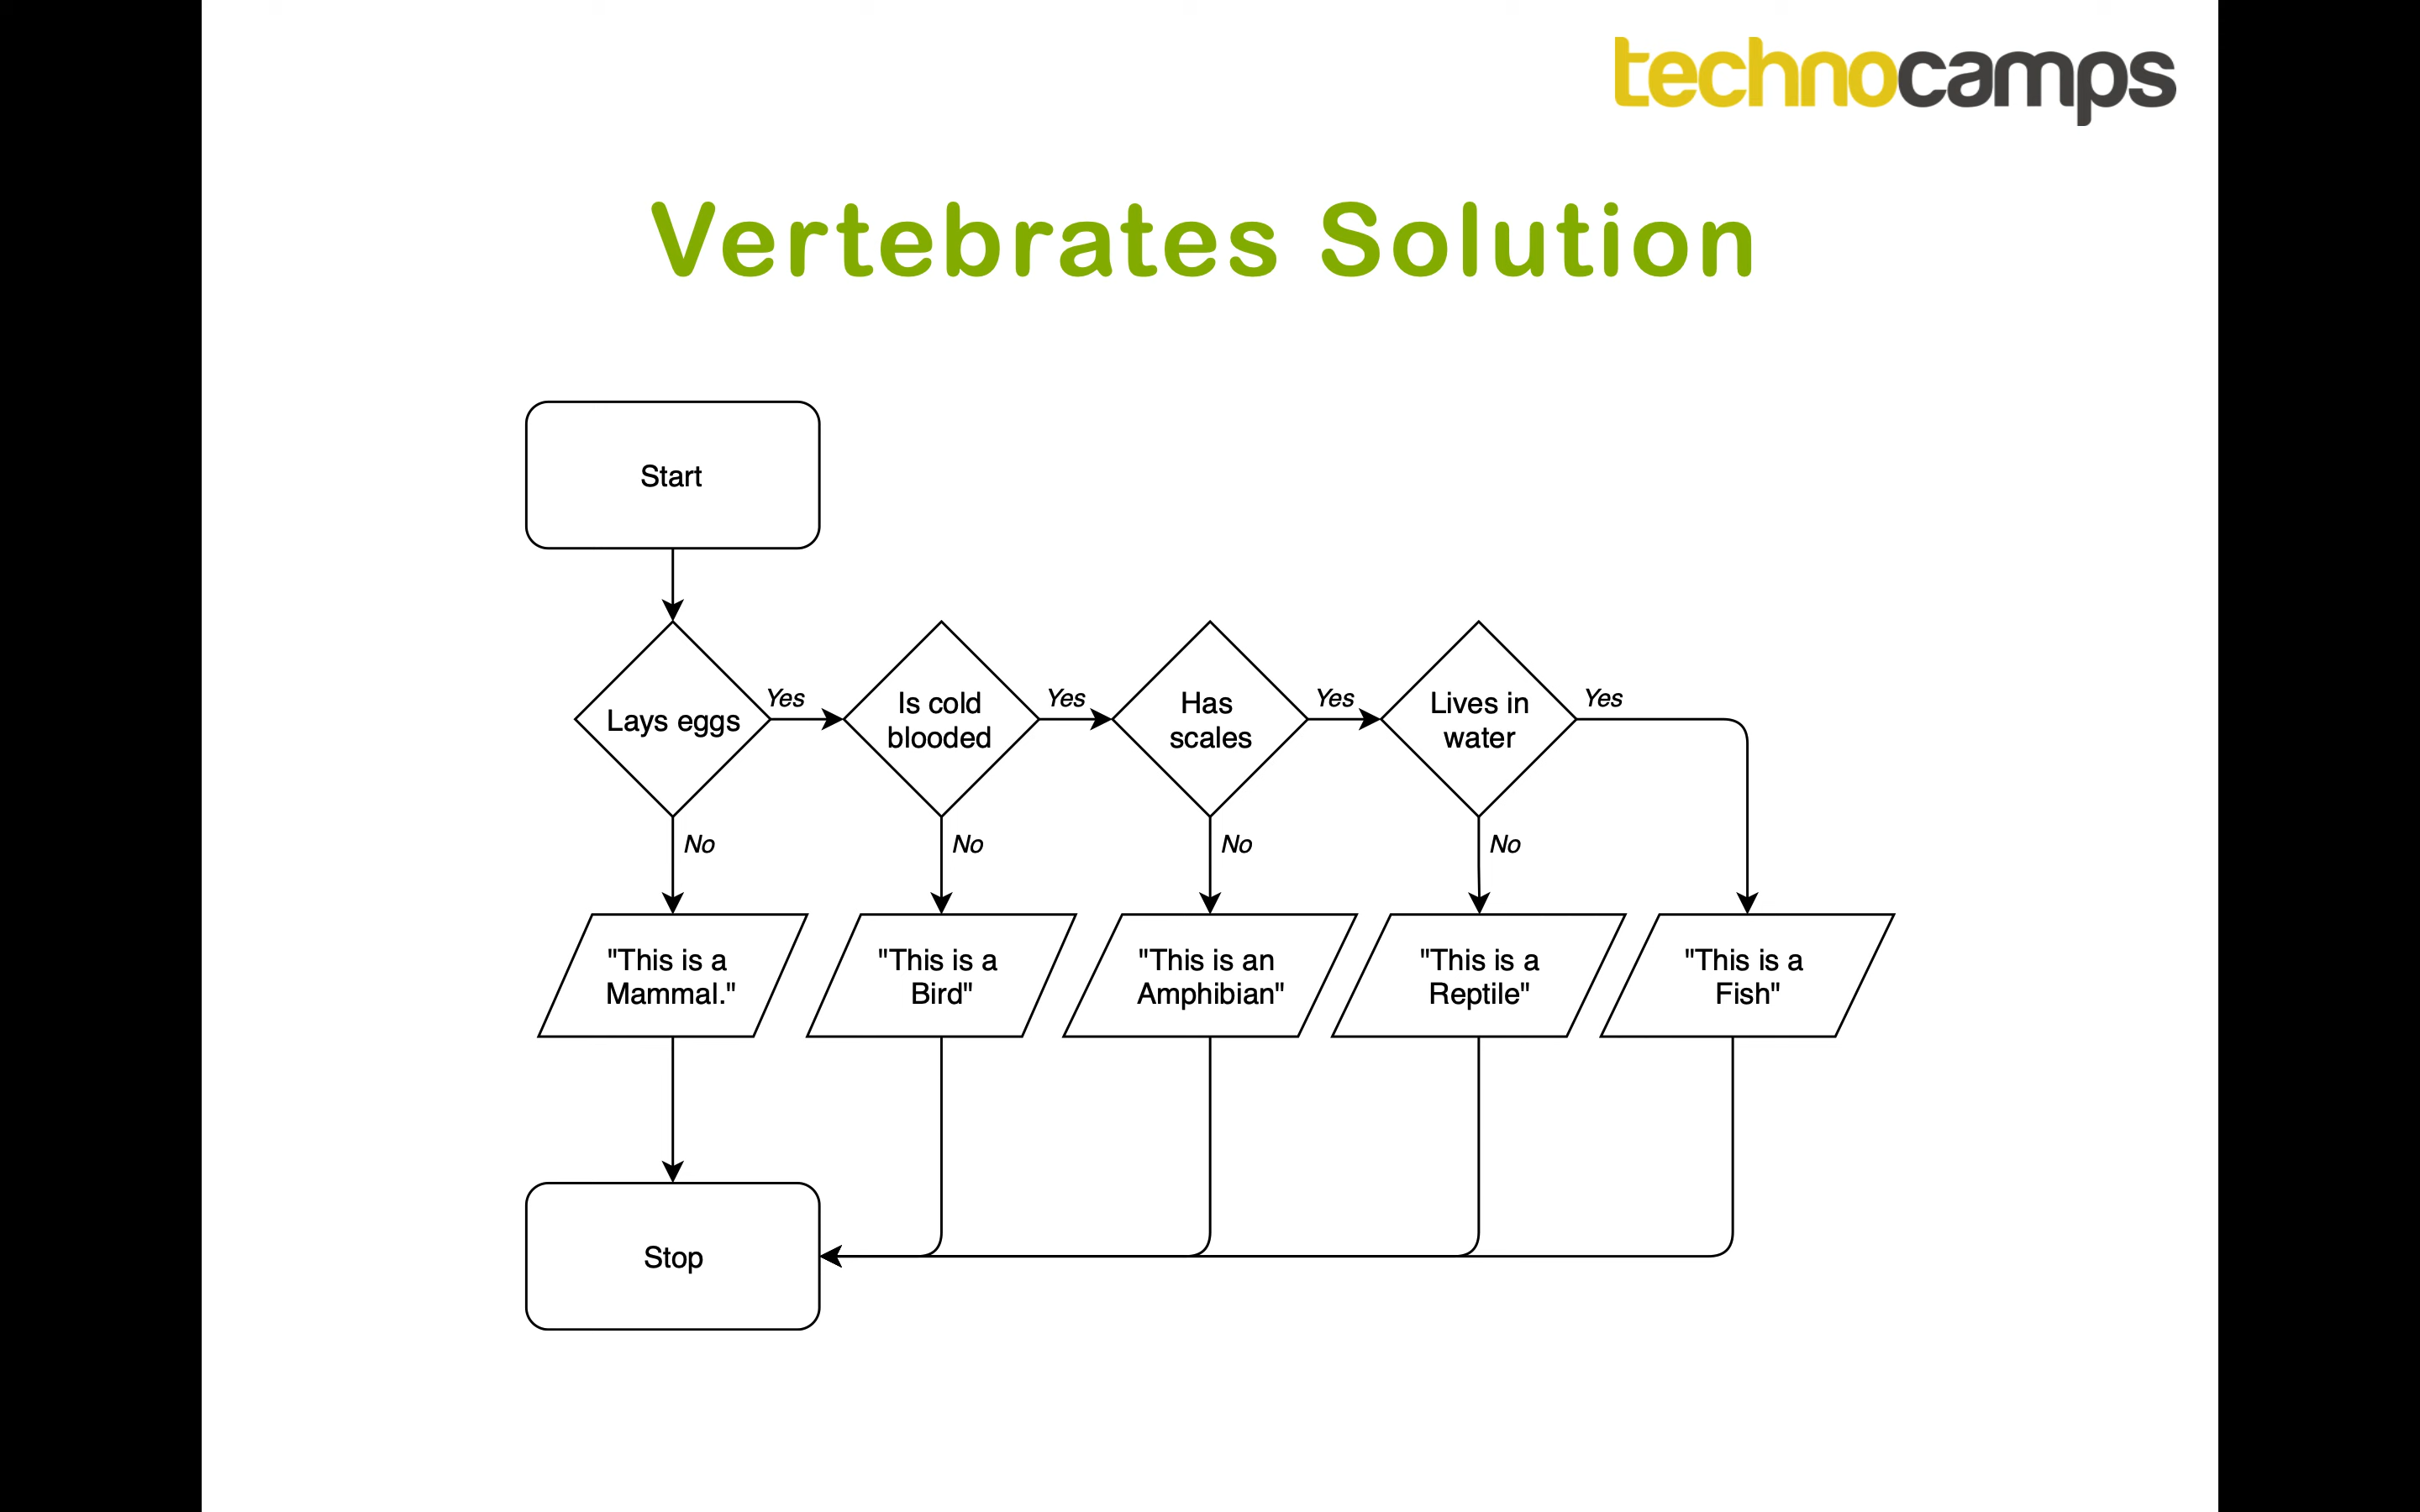 technocamps
Vertebrates Solution
Start
Lays eggs
Yes
Is cold
blooded
Yes
Has
scales
Yes
Lives in
water
Yes
No
No
No
No
"This is a
Mammal."
"This is a
Bird"
"This is an
Amphibian"
"This is a
Reptile"
"This is a
Fish"
Stop